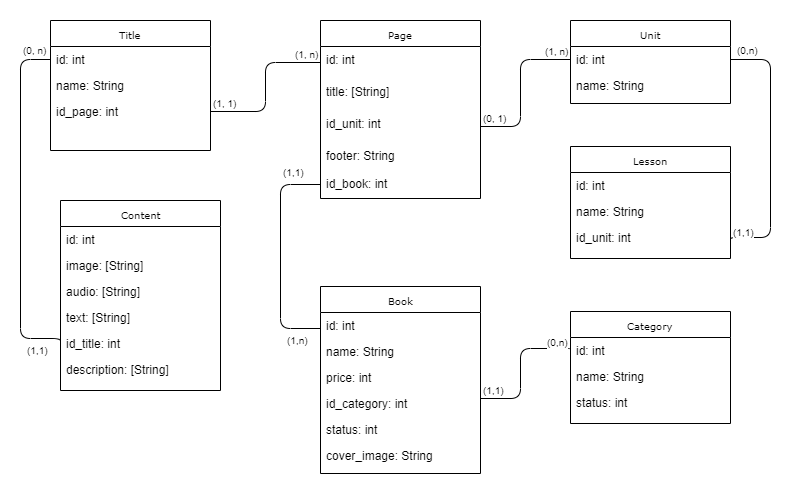 Title
(0, n)
id: int
name: String
id_page: int
(1, 1)
Page
(1, n)
id: int
title: [String]
id_unit: int
(0, 1)
footer: String
(1,1)
id_book: int
Unit
(1, n)
id: int
(0,n)
name: String
Lesson
id: int
name: String
id_unit: int
(1,1)
Content
id: int
image: [String]
audio: [String]
text: [String]
id_title: int
(1,1)
description: [String]
Book
id: int
(1,n)
name: String
price: int
(1,1)
id_category: int
status: int
cover_image: String
Category
(0,n)
id: int
name: String
status: int